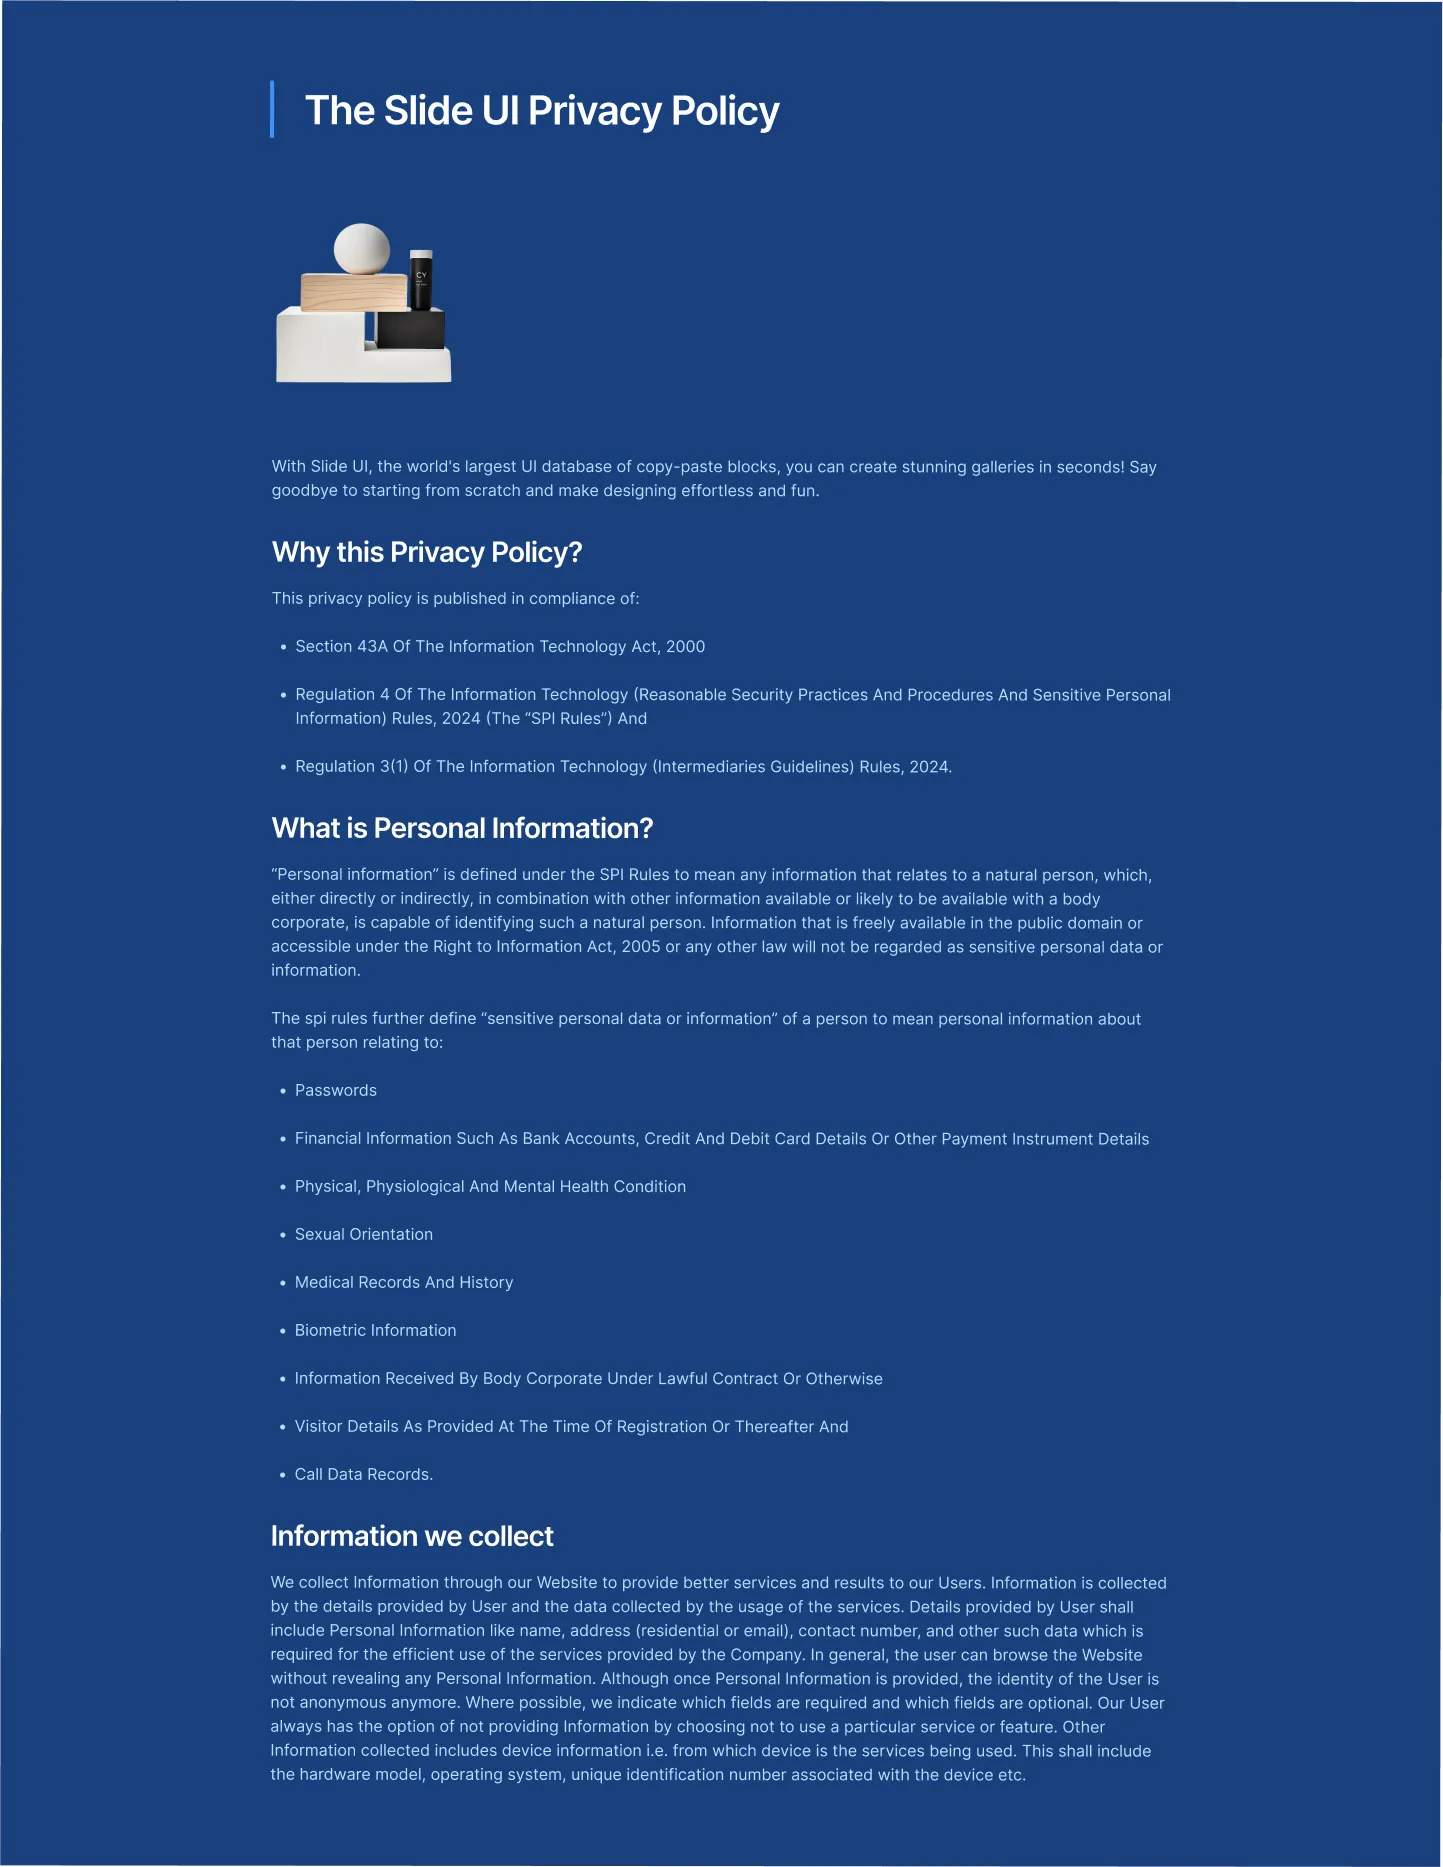 The Slide UI Privacy Policy
CY
With Slide UI, the world's largest UI database of copy-paste blocks, you can create stunning galleries in seconds! Say
goodbye to starting from scratch and make designing effortless and fun.
Why this Privacy Policy?
This privacy policy is published in compliance of:
• Section 43A Of The Information Technology Act, 2000
• Regulation 4 Of The Information Technology (Reasonable Security Practices And Procedures And Sensitive Personal
Information) Rules, 2024 (The “SPI Rules”) And
• Regulation 3(1) Of The Information Technology (Intermediaries Guidelines) Rules, 2024.
What is Personal Information?
“Personal information” is defined under the SPI Rules to mean any information that relates to a natural person, which,
either directly or indirectly, in combination with other information available or likely to be available with a body
corporate, is capable of identifying such a natural person. Information that is freely available in the public domain or
accessible under the Right to Information Act, 2005 or any other law will not be regarded as sensitive personal data or
information.
The spi rules further define “sensitive personal data or information” of a person to mean personal information about
that person relating to:
• Passwords
• Financial Information Such As Bank Accounts, Credit And Debit Card Details Or Other Payment Instrument Details
• Physical, Physiological And Mental Health Condition
• Sexual Orientation
• Medical Records And History
• Biometric Information
• Information Received By Body Corporate Under Lawful Contract Or Otherwise
• Visitor Details As Provided At The Time Of Registration Or Thereafter And
• Call Data Records.
Information we collect
We collect Information through our Website to provide better services and results to our Users. Information is collected
by the details provided by User and the data collected by the usage of the services. Details provided by User shall
include Personal Information like name, address (residential or email), contact number, and other such data which is
required for the efficient use of the services provided by the Company. In general, the user can browse the Website
without revealing any Personal Information. Although once Personal Information is provided, the identity of the User is
not anonymous anymore. Where possible, we indicate which fields are required and which fields are optional. Our User
always has the option of not providing Information by choosing not to use a particular service or feature. Other
Information collected includes device information i.e. from which device is the services being used. This shall include
the hardware model, operating system, unique identification number associated with the device etc.